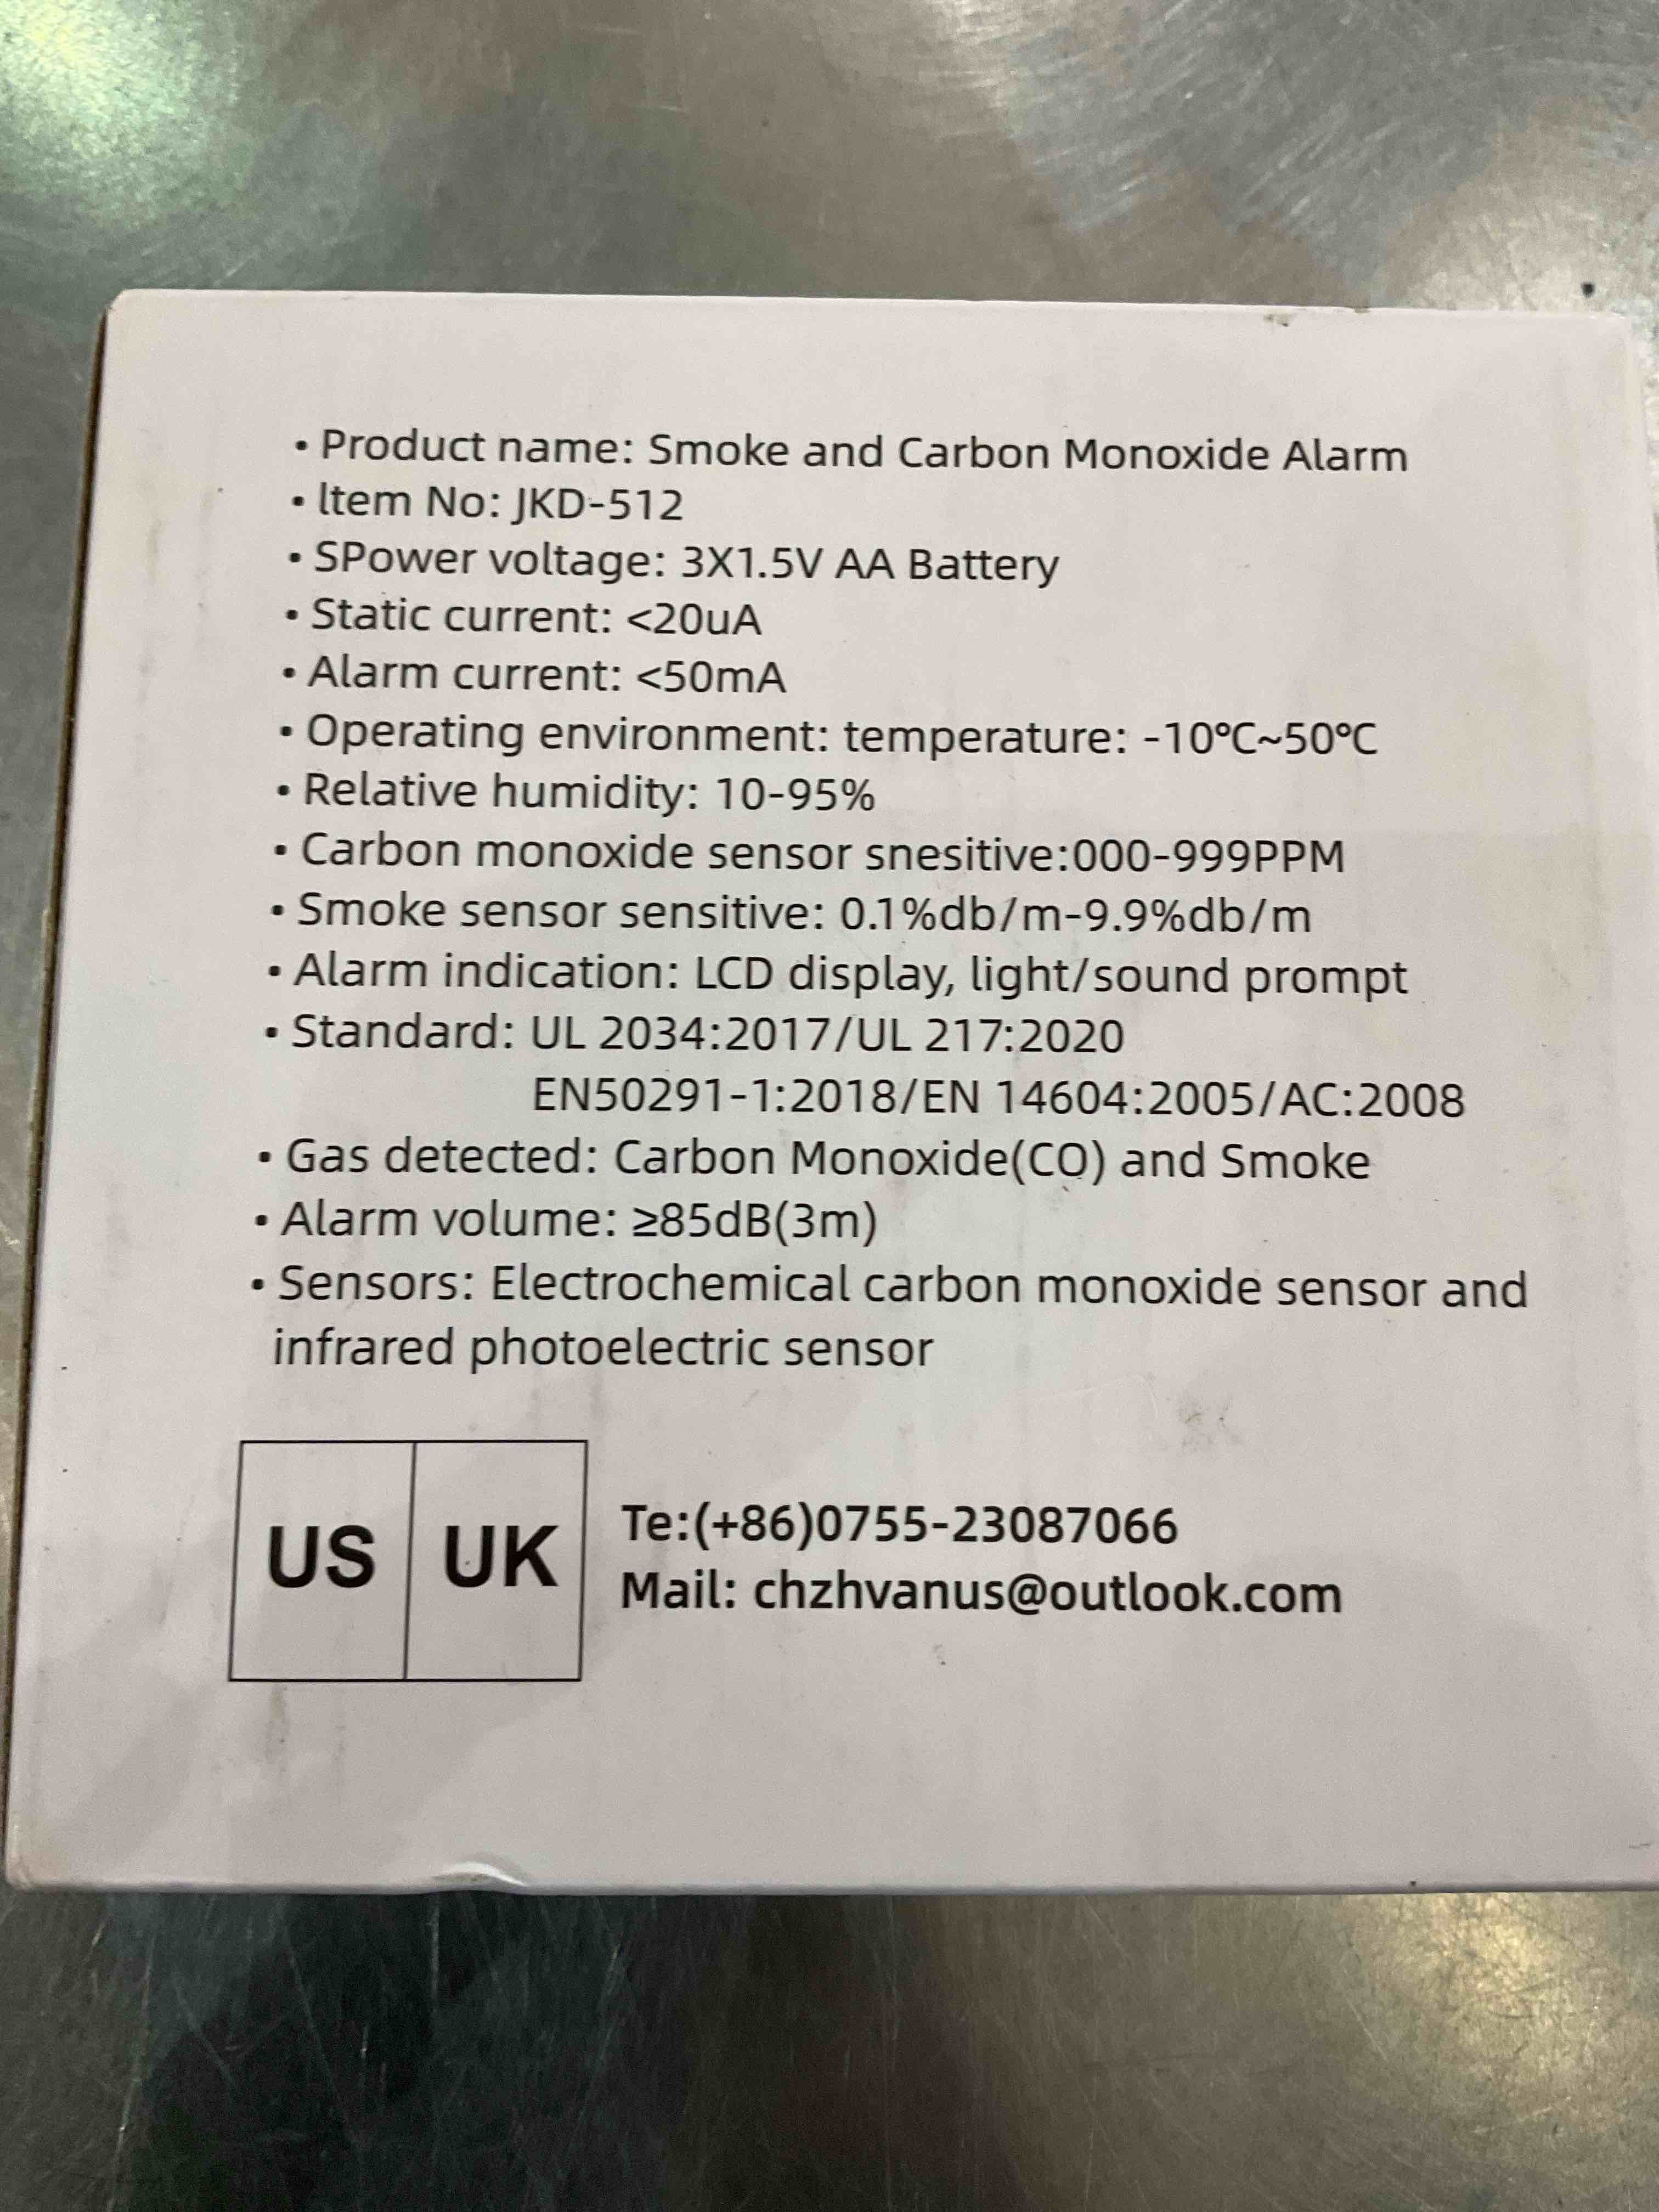 • Product name: Smoke and Carbon Monoxide Alarm
• ltem No: JKD-512
• SPower voltage: 3X1.5V AA Battery
• Static current: <20uA
• Alarm current: <50mA
• Operating environment: temperature: -10℃~50℃
• Relative humidity: 10-95%
• Carbon monoxide sensor snesitive:000-999PPM
• Smoke sensor sensitive: 0.1%db/m-9.9%db/m
• Alarm indication: LCD display, light/sound prompt
• Standard: UL 2034:2017/UL 217:2020
EN50291-1:2018/EN 14604:2005/AC:2008
• Gas detected: Carbon Monoxide(CO) and Smoke
• Alarm volume: ≥85dB(3m)
• Sensors: Electrochemical carbon monoxide sensor and
infrared photoelectric sensor
US UK
Te:(+86)0755-23087066
Mail: chzhvanus@outlook.com